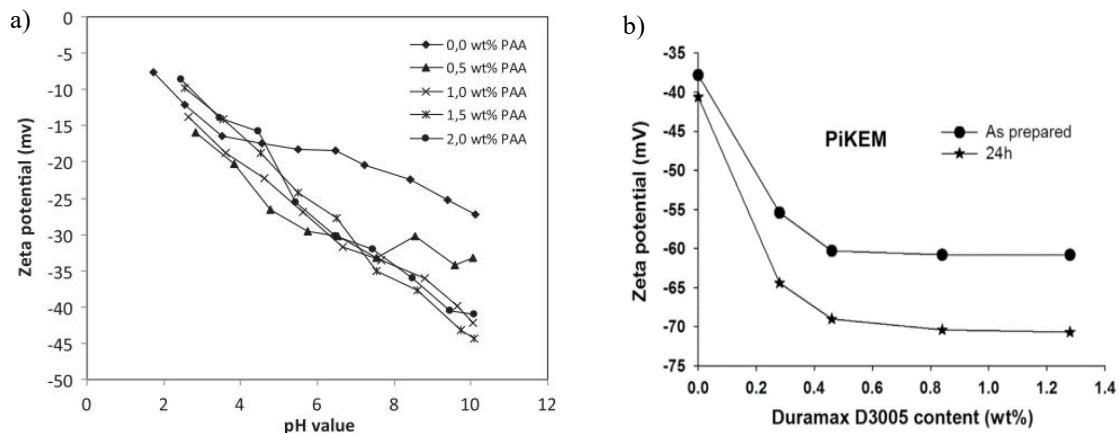 a)
0
-5
-10
-15
-20
-25
-30
-35
-40
-45
-50
Zeta potential (mv)
0,0 wt% PAA
0,5 wt% PAA
1,0 wt% PAA
1,5 wt% PAA
2,0 wt% PAA
0 2 4 6 8 10 12
pH value
b)
-35
-40
-45
-50
-55
-60
-65
-70
-75
Zeta potential (mV)
PiKEM
As prepared
24h
0.0 0.2 0.4 0.6 0.8 1.0 1.2 1.4
Duramax D3005 content (wt%)